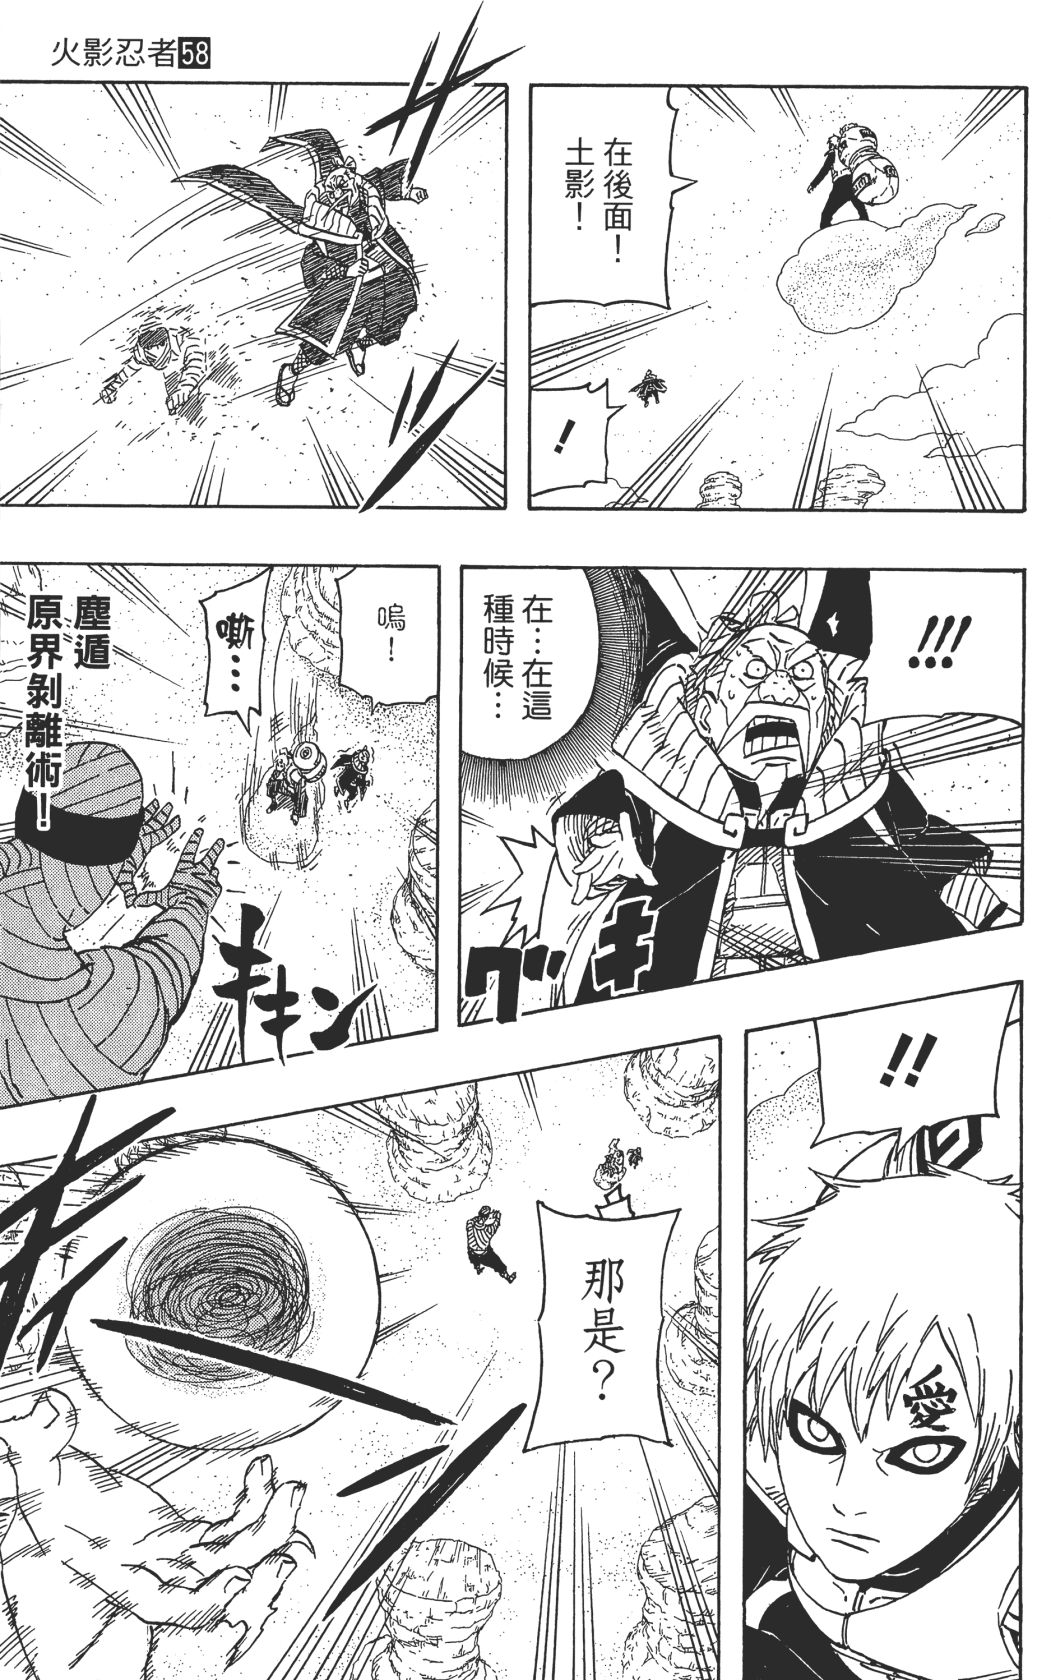 火影忍者58
在後面！
土影！
！
！！！
在…在這
種時候…
グキ
嗚！
嘶…
塵遁
原界剝離術！
キキン
！！
愛
那是？